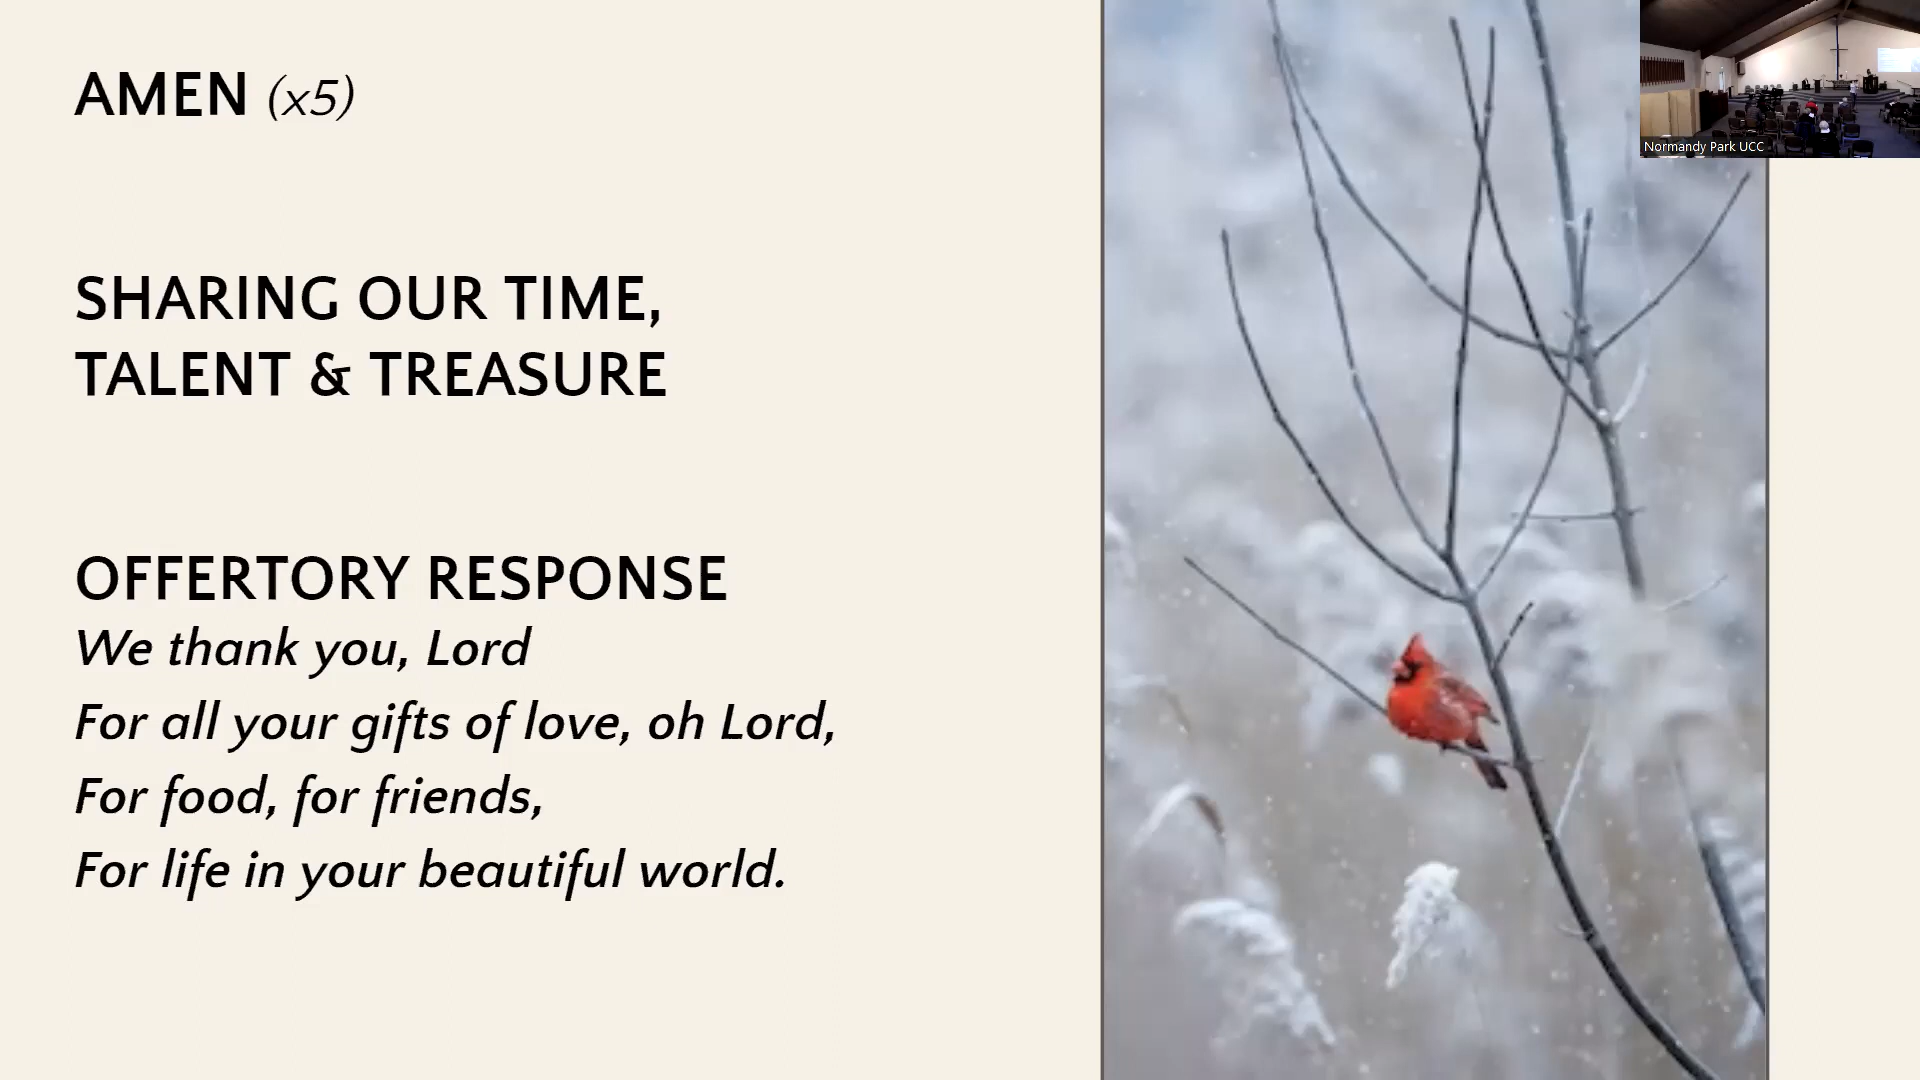 AMEN (x5)
SHARING OUR TIME,
TALENT & TREASURE
OFFERTORY RESPONSE
We thank you, Lord
For all your gifts of love, oh Lord,
For food, for friends,
For life in your beautiful world.
Normandy Park UCC